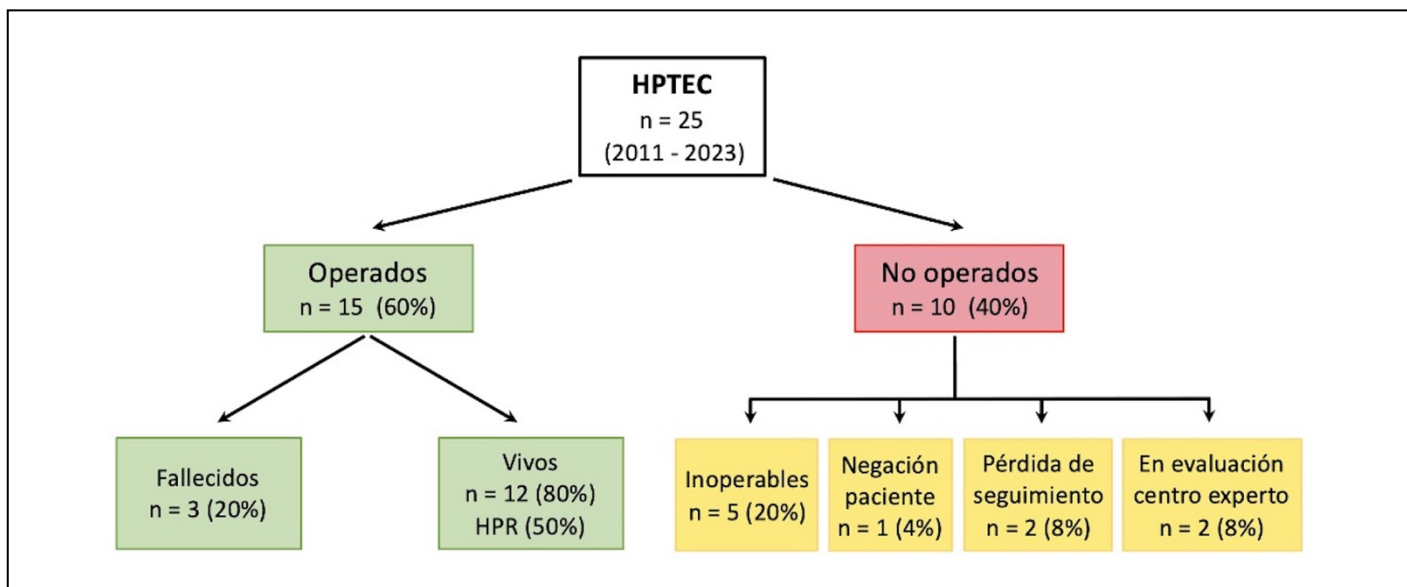 HPTEC
n = 25
(2011 - 2023)
Operados
n = 15 (60%)
No operados
n = 10 (40%)
Fallecidos
n = 3 (20%)
Vivos
n = 12 (80%)
HPR (50%)
Inoperables
n = 5 (20%)
Negación
paciente
n = 1 (4%)
Pérdida de
seguimiento
n = 2 (8%)
En evaluación
centro experto
n = 2 (8%)